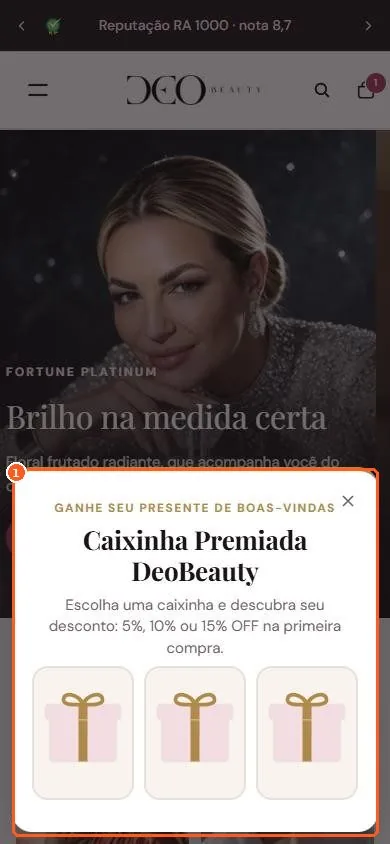 Reputação RA 1000 · nota 8,7
DEO BEAUTY
1
FORTUNE PLATINUM
Brilho na medida certa
Floral frutado radiante, que acompanha você do
1
GANHE SEU PRESENTE DE BOAS-VINDAS
Caixinha Premiada
DeoBeauty
Escolha uma caixinha e descubra seu
desconto: 5%, 10% ou 15% OFF na primeira
compra.